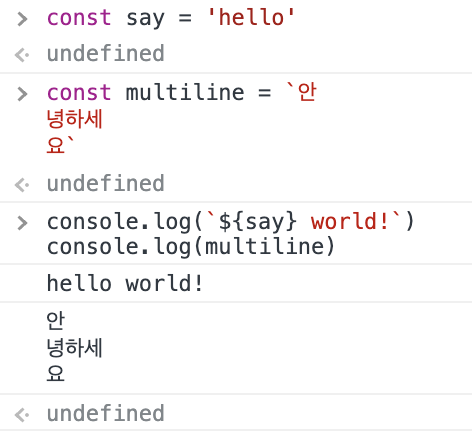 > const say = 'hello'
<· undefined
> const multiline = `안
녕하세
요`
<· undefined
> console.log(`${say} world!`)
console.log(multiline)
hello world!
안
녕하세
요
<· undefined